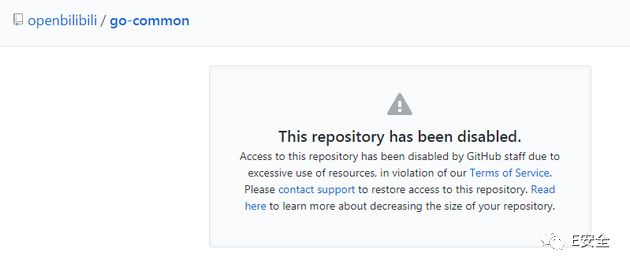 openbilibili / go-common
This repository has been disabled.
Access to this repository has been disabled by GitHub staff due to
excessive use of resources, in violation of our Terms of Service.
Please contact support to restore access to this repository. Read
here to learn more about decreasing the size of your repository.
E安全